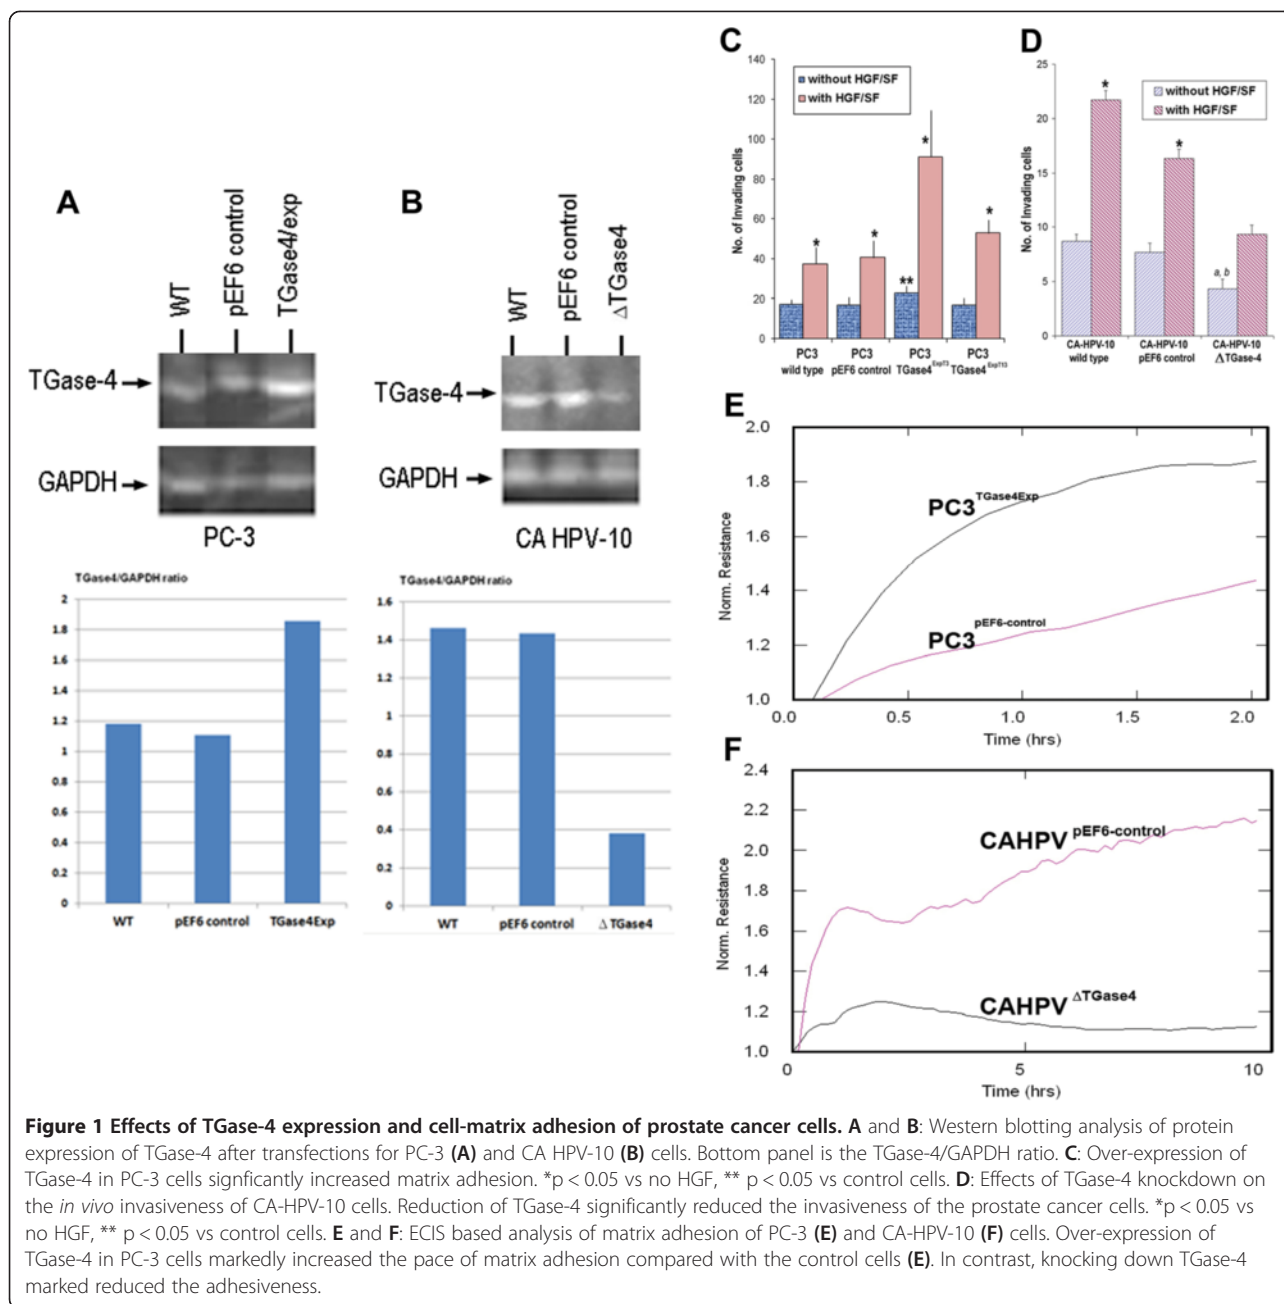 A
WT
pEF6 control
TGase4/exp
TGase-4
GAPDH
PC-3
TGase4/GAPDH ratio
2
1.8
1.6
1.4
1.2
1
0.8
0.6
0.4
0.2
0
WT
pEF6 control
TGase4Exp
B
WT
pEF6 control
ΔTGase4
TGase-4
GAPDH
CA HPV-10
TGase4/GAPDH ratio
1.6
1.4
1.2
1
0.8
0.6
0.4
0.2
0
WT
pEF6 control
Δ TGase4
C
No. of Invading cells
140
120
100
80
60
40
20
0
without HGF/SF
with HGF/SF
*
*
**
*
*
PC3 wild type
PC3 pEF6 control
PC3 TGase4ExpT3
PC3 TGase4ExpT13
D
No. of Invading cells
25
20
15
10
5
0
without HGF/SF
with HGF/SF
*
*
a, b
CA-HPV-10 wild type
CA-HPV-10 pEF6 control
CA-HPV-10 ΔTGase-4
E
Norm. Resistance
2.0
1.8
1.6
1.4
1.2
1.0
PC3 TGase4Exp
PC3 pEF6-control
0.0
0.5
1.0
1.5
2.0
Time (hrs)
F
Norm. Resistance
2.4
2.2
2.0
1.8
1.6
1.4
1.2
1.0
CAHPV pEF6-control
CAHPV ΔTGase4
0
5
10
Time (hrs)
Figure 1 Effects of TGase-4 expression and cell-matrix adhesion of prostate cancer cells. A and B: Western blotting analysis of protein
expression of TGase-4 after transfections for PC-3 (A) and CA HPV-10 (B) cells. Bottom panel is the TGase-4/GAPDH ratio. C: Over-expression of
TGase-4 in PC-3 cells signficantly increased matrix adhesion. *p < 0.05 vs no HGF, ** p < 0.05 vs control cells. D: Effects of TGase-4 knockdown on
the in vivo invasiveness of CA-HPV-10 cells. Reduction of TGase-4 significantly reduced the invasiveness of the prostate cancer cells. *p < 0.05 vs
no HGF, ** p < 0.05 vs control cells. E and F: ECIS based analysis of matrix adhesion of PC-3 (E) and CA-HPV-10 (F) cells. Over-expression of
TGase-4 in PC-3 cells markedly increased the pace of matrix adhesion compared with the control cells (E). In contrast, knocking down TGase-4
marked reduced the adhesiveness.